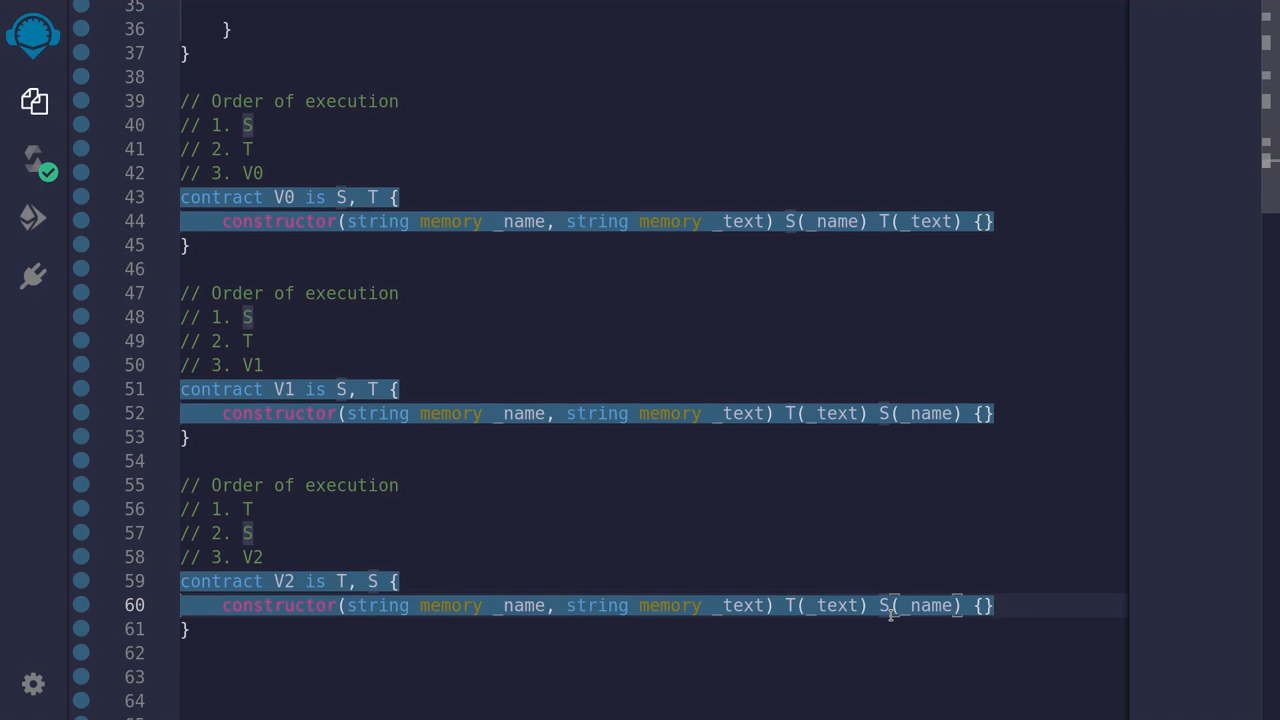 35
36     }
37 }
38
39 // Order of execution
40 // 1. S
41 // 2. T
42 // 3. V0
43 contract V0 is S, T {
44     constructor(string memory _name, string memory _text) S(_name) T(_text) {}
45 }
46
47 // Order of execution
48 // 1. S
49 // 2. T
50 // 3. V1
51 contract V1 is S, T {
52     constructor(string memory _name, string memory _text) T(_text) S(_name) {}
53 }
54
55 // Order of execution
56 // 1. T
57 // 2. S
58 // 3. V2
59 contract V2 is T, S {
60     constructor(string memory _name, string memory _text) T(_text) S(_name) {}
61 }
62
63
64